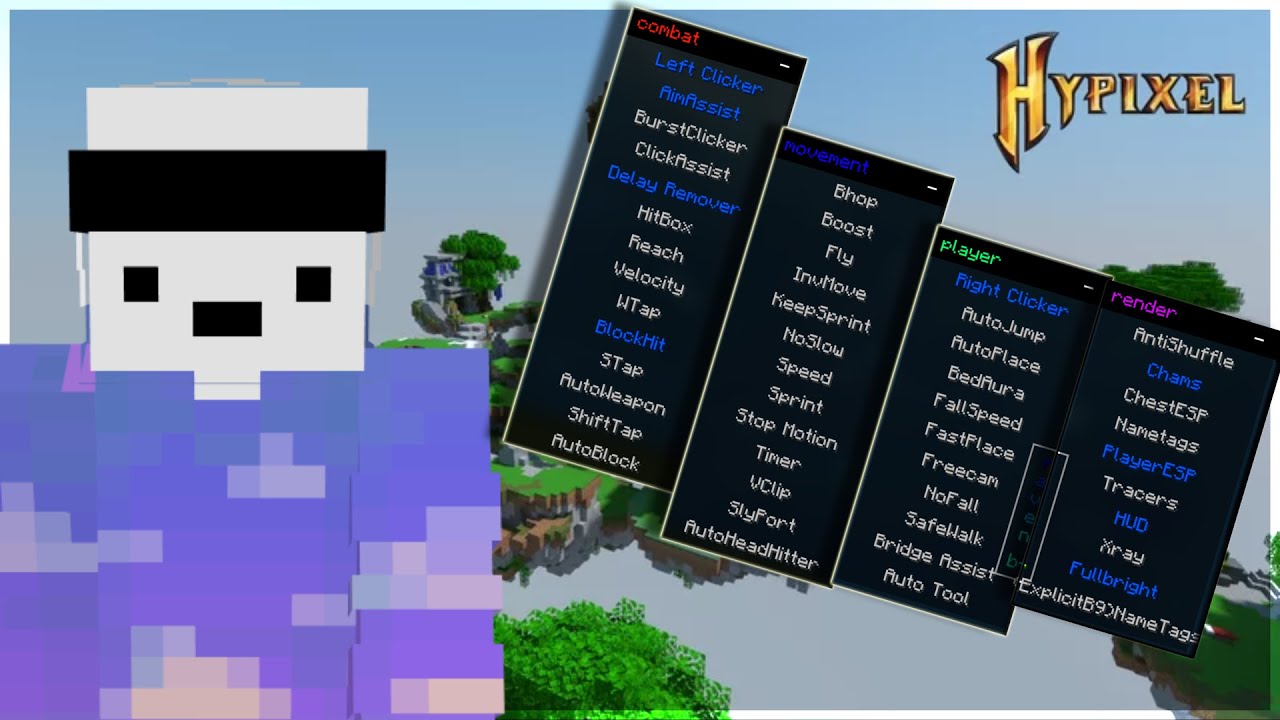 combat
Left Clicker
AimAssist
BurstClicker
ClickAssist
Delay Remover
HitBox
Reach
Velocity
WTap
BlockHit
STap
AutoWeapon
ShiftTap
AutoBlock
movement
Bhop
Boost
Fly
InvMove
KeepSprint
NoSlow
Speed
Sprint
Stop Motion
Timer
VClip
SlyPort
AutoHeadHitter
player
Right Clicker
AutoJump
AutoPlace
BedAura
FallSpeed
FastPlace
Freecam
NoFall
SafeWalk
Bridge Assist
Auto Tool
render
AntiShuffle
Chams
ChestESP
Nametags
PlayerESP
Tracers
HUD
Xray
Fullbright
ExplicitB9)NameTags
HYPIXEL